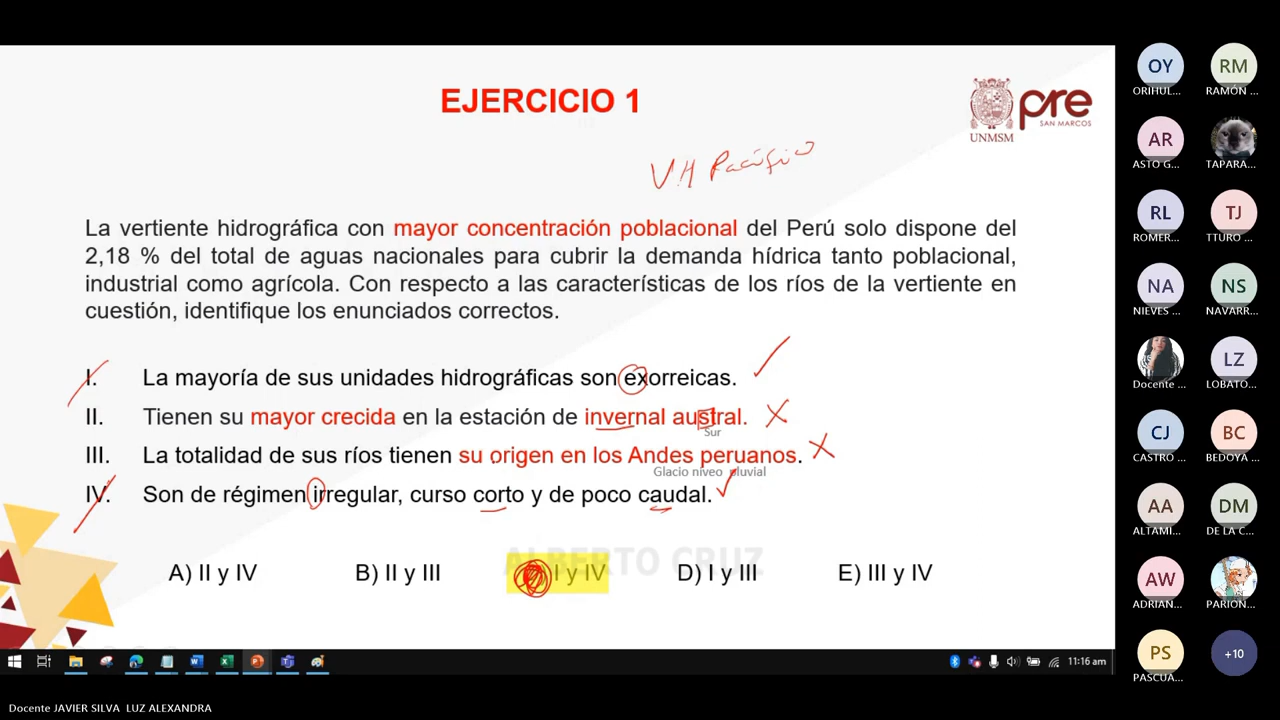 EJERCICIO 1
UNMSM
pre
SAN MARCOS
VH Pacífico
La vertiente hidrográfica con mayor concentración poblacional del Perú solo dispone del
2,18 % del total de aguas nacionales para cubrir la demanda hídrica tanto poblacional,
industrial como agrícola. Con respecto a las características de los ríos de la vertiente en
cuestión, identifique los enunciados correctos.
I. La mayoría de sus unidades hidrográficas son exorreicas.
II. Tienen su mayor crecida en la estación de invernal austral.
Sur
III. La totalidad de sus ríos tienen su origen en los Andes peruanos.
Glacio niveo pluvial
IV. Son de régimen irregular, curso corto y de poco caudal.
ALBERTO CRUZ
A) II y IV B) II y III I y IV D) I y III E) III y IV
11:16 am
Docente JAVIER SILVA LUZ ALEXANDRA
OY RM
ORIHUL... RAMÓN ...
AR
ASTO G... TAPARA...
RL TJ
ROMER... TTURO ...
NA NS
NIEVES ... NAVARR...
LZ
Docente ... LOBATO...
CJ BC
CASTRO ... BEDOYA ...
AA DM
ALTAMI... DE LA C...
AW
ADRIAN... PARION...
PS +10
PASCUA...